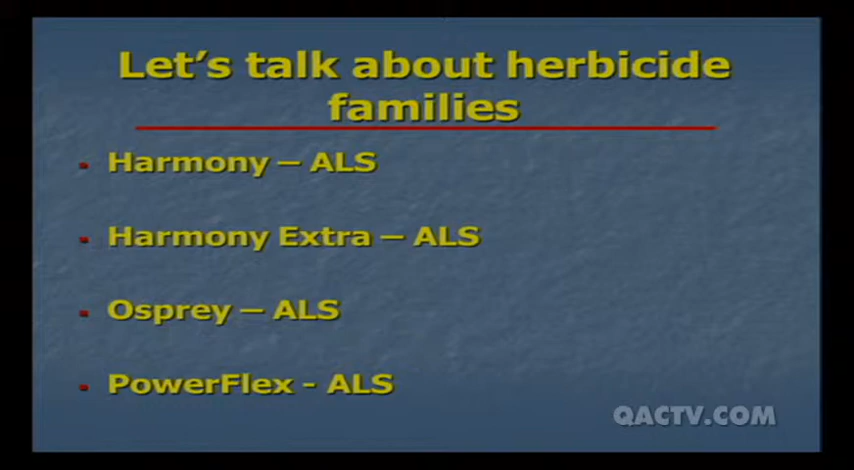 Let's talk about herbicide
families
Harmony – ALS
Harmony Extra – ALS
Osprey – ALS
PowerFlex - ALS
QACTV.COM